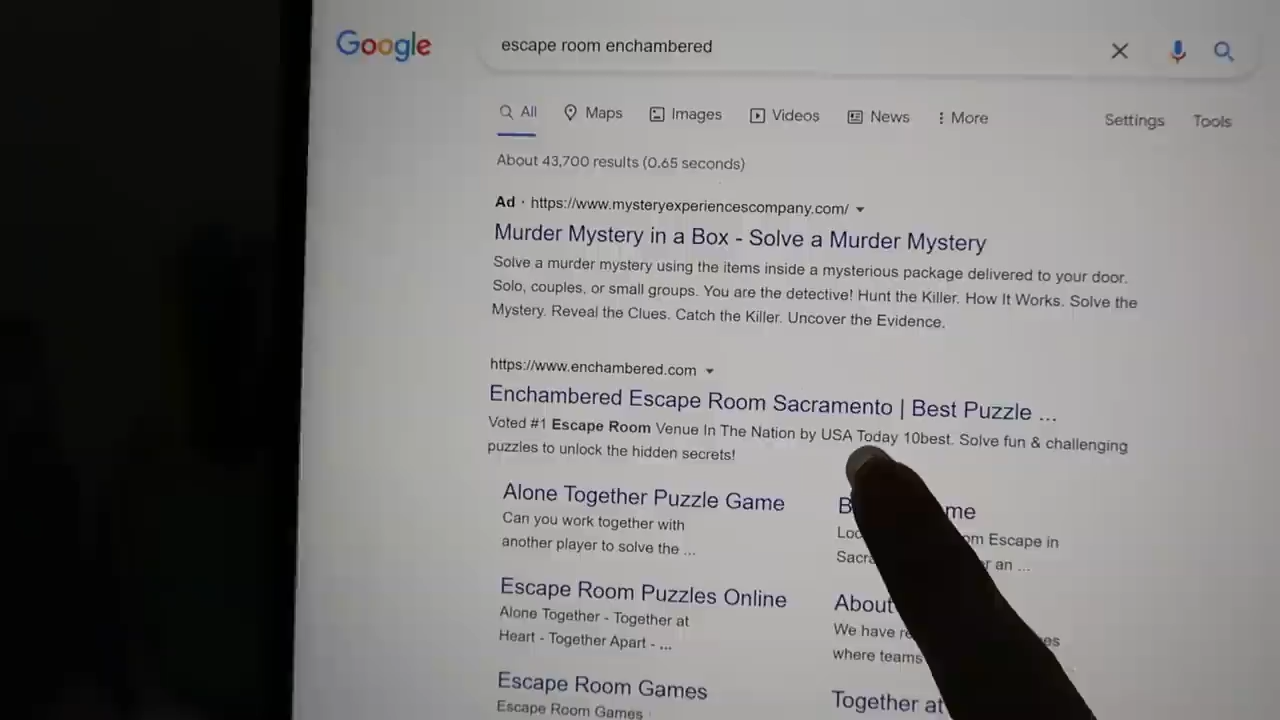 Google
escape room enchambered
All Maps Images Videos News More Settings Tools
About 43,700 results (0.65 seconds)
Ad · https://www.mysteryexperiencescompany.com/
Murder Mystery in a Box - Solve a Murder Mystery
Solve a murder mystery using the items inside a mysterious package delivered to your door.
Solo, couples, or small groups. You are the detective! Hunt the Killer. How It Works. Solve the
Mystery. Reveal the Clues. Catch the Killer. Uncover the Evidence.
https://www.enchambered.com
Enchambered Escape Room Sacramento | Best Puzzle ...
Voted #1 Escape Room Venue In The Nation by USA Today 10best. Solve fun & challenging
puzzles to unlock the hidden secrets!
Alone Together Puzzle Game
Can you work together with
another player to solve the ...
Escape Room Puzzles Online
Alone Together - Together at
Heart - Together Apart - ...
Escape Room Games
Escape Room Games
Escape in
an ...
About
We have
where teams
Together at